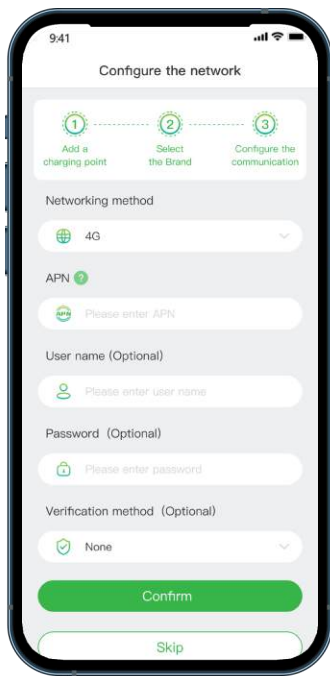 9:41
Configure the network
1 2 3
Add a Select Configure the
charging point the Brand communication
Networking method
4G
APN ?
APN Please enter APN
User name (Optional)
Please enter user name
Password (Optional)
Please enter password
Verification method (Optional)
None
Confirm
Skip